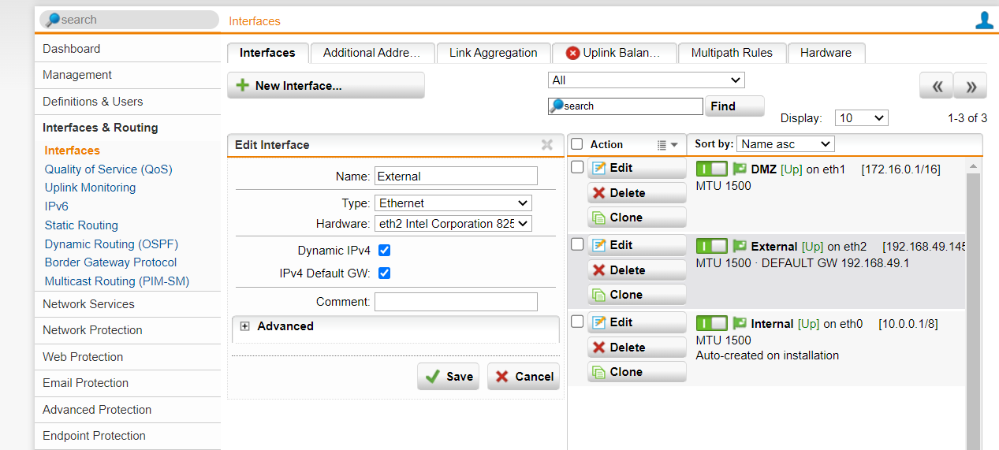 search
Interfaces
Dashboard
Management
Definitions & Users
Interfaces & Routing
Interfaces
Quality of Service (QoS)
Uplink Monitoring
IPv6
Static Routing
Dynamic Routing (OSPF)
Border Gateway Protocol
Multicast Routing (PIM-SM)
Network Services
Network Protection
Web Protection
Email Protection
Advanced Protection
Endpoint Protection
Interfaces
Additional Addre...
Link Aggregation
Uplink Balan...
Multipath Rules
Hardware
New Interface...
All
search
Find
Display: 10
1-3 of 3
Edit Interface
Name: External
Type: Ethernet
Hardware: eth2 Intel Corporation 825
Dynamic IPv4
IPv4 Default GW:
Comment:
Advanced
Save
Cancel
Action
Sort by: Name asc
Edit
Delete
Clone
DMZ [Up] on eth1 [172.16.0.1/16]
MTU 1500
Edit
Delete
Clone
External [Up] on eth2 [192.168.49.145
MTU 1500 · DEFAULT GW 192.168.49.1
Edit
Delete
Clone
Internal [Up] on eth0 [10.0.0.1/8]
MTU 1500
Auto-created on installation